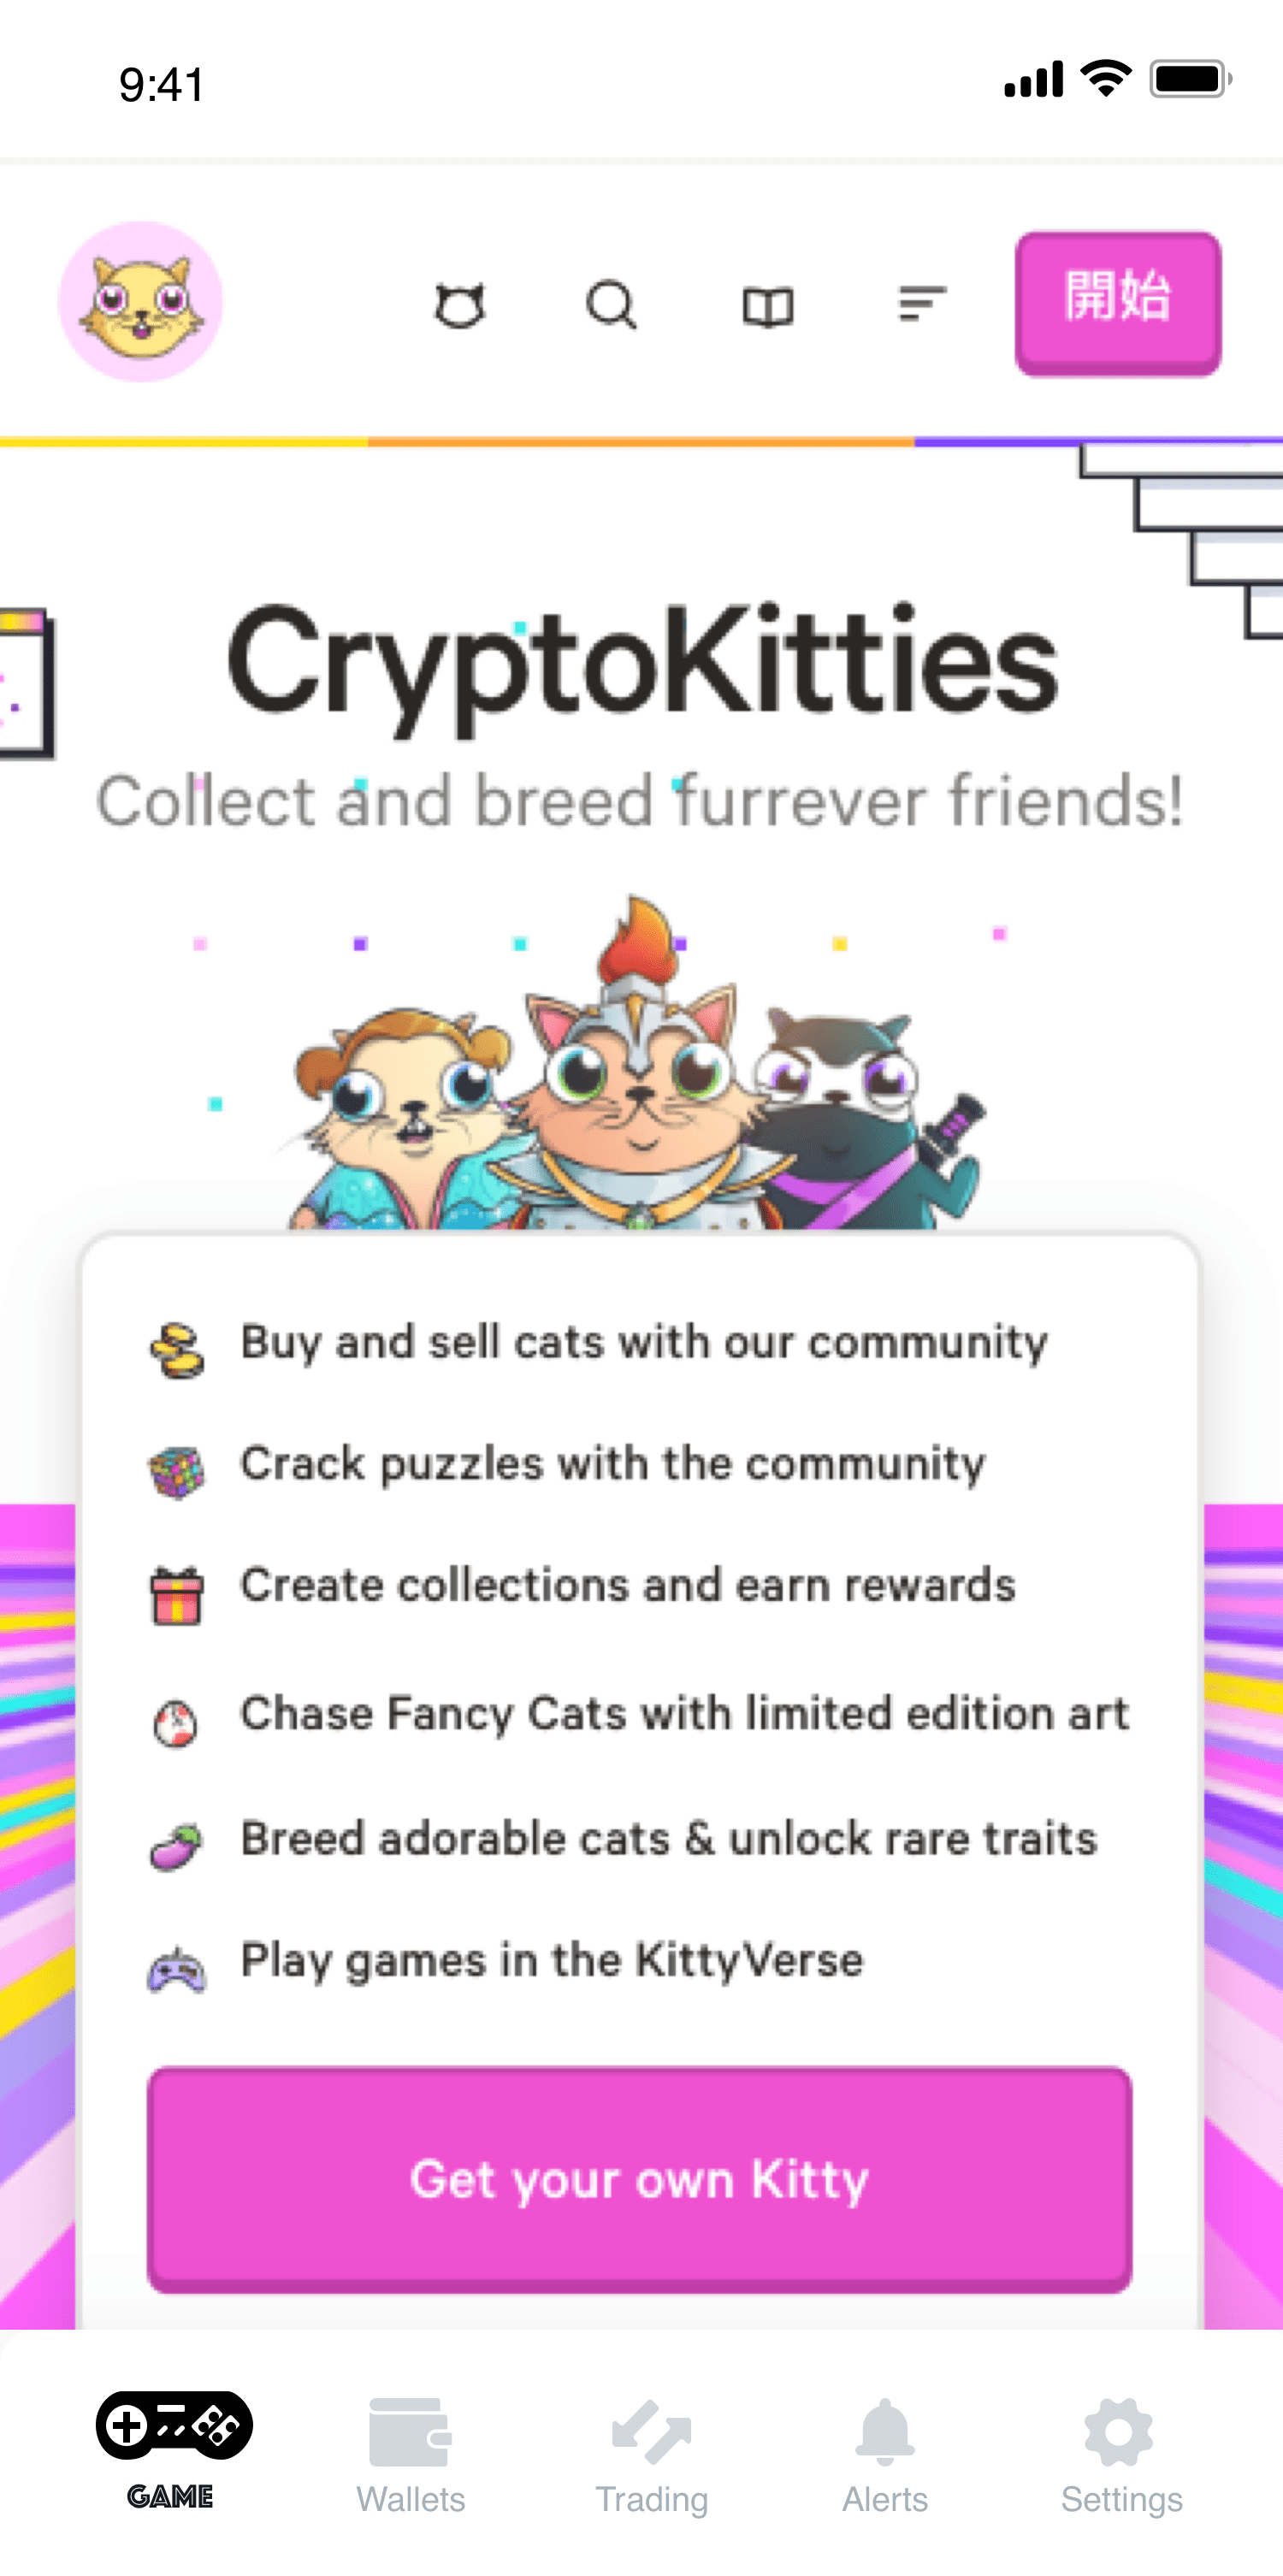 9:41
開始
CryptoKitties
Collect and breed furrever friends!
Buy and sell cats with our community
Crack puzzles with the community
Create collections and earn rewards
Chase Fancy Cats with limited edition art
Breed adorable cats & unlock rare traits
Play games in the KittyVerse
Get your own Kitty
GAME
Wallets
Trading
Alerts
Settings